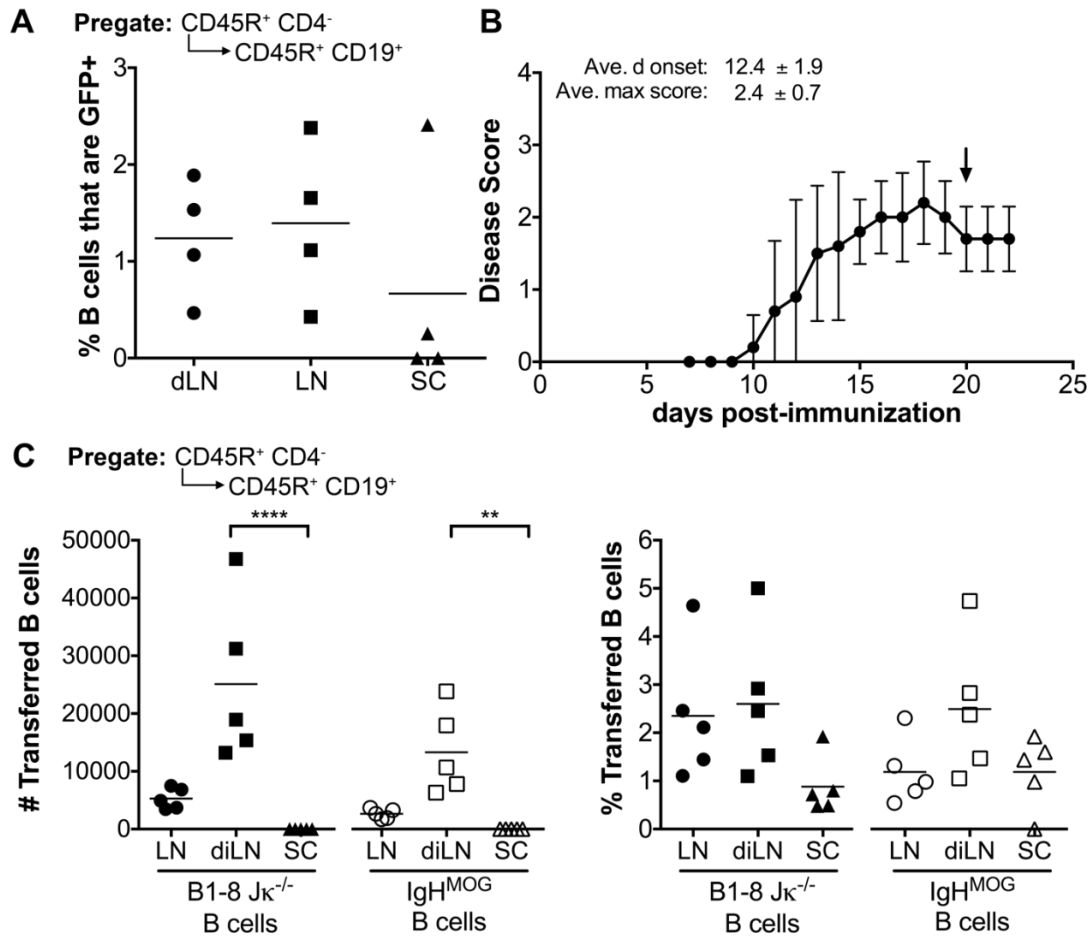 A
Pregate: CD45R⁺ CD4⁻
CD45R⁺ CD19⁺
% B cells that are GFP+
3
2
1
0
dLN LN SC
B
Ave. d onset: 12.4 ± 1.9
Ave. max score: 2.4 ± 0.7
Disease Score
4
3
2
1
0
0 5 10 15 20 25
days post-immunization
C
Pregate: CD45R⁺ CD4⁻
CD45R⁺ CD19⁺
# Transferred B cells
50000
40000
30000
20000
10000
0
**** **
LN diLN SC LN diLN SC
B1-8 Jκ⁻/⁻ IgHᴹᴼᴳ
B cells B cells
% Transferred B cells
6
5
4
3
2
1
0
LN diLN SC LN diLN SC
B1-8 Jκ⁻/⁻ IgHᴹᴼᴳ
B cells B cells